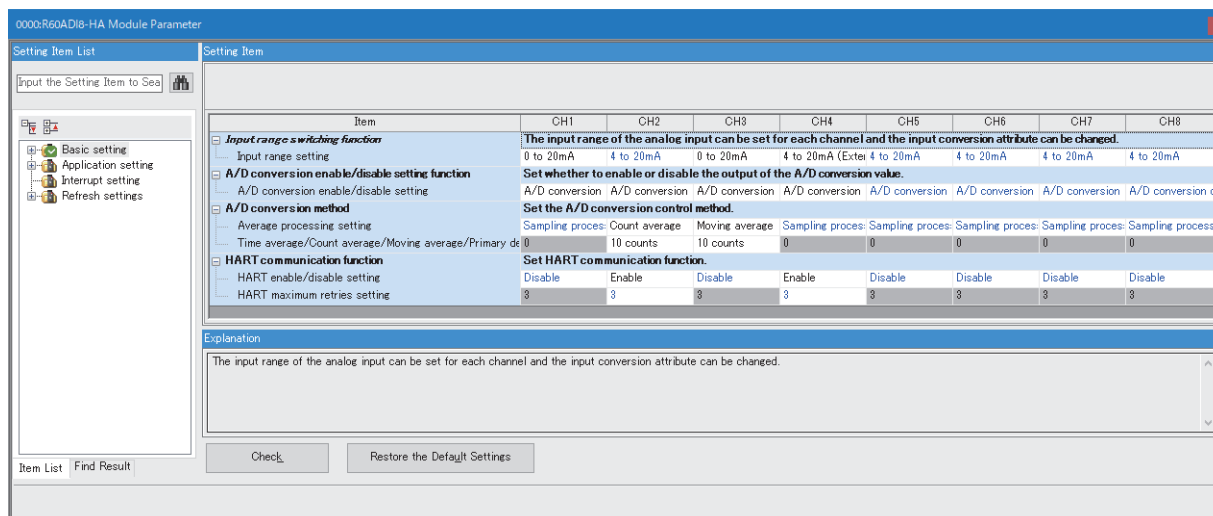 0000:R60ADI8-HA Module Parameter
Setting Item List
Input the Setting Item to Sea
Basic setting
Application setting
Interrupt setting
Refresh settings
Item List Find Result
Setting Item
Item CH1 CH2 CH3 CH4 CH5 CH6 CH7 CH8
Input range switching function The input range of the analog input can be set for each channel and the input conversion attribute can be changed.
Input range setting 0 to 20mA 4 to 20mA 0 to 20mA 4 to 20mA (Exte 4 to 20mA 4 to 20mA 4 to 20mA 4 to 20mA
A/D conversion enable/disable setting function Set whether to enable or disable the output of the A/D conversion value.
A/D conversion enable/disable setting A/D conversion A/D conversion A/D conversion A/D conversion A/D conversion A/D conversion A/D conversion A/D conversion
A/D conversion method Set the A/D conversion control method.
Average processing setting Sampling proces Count average Moving average Sampling proces Sampling proces Sampling proces Sampling proces Sampling process
Time average/Count average/Moving average/Primary de 0 10 counts 10 counts 0 0 0 0 0
HART communication function Set HART communication function.
HART enable/disable setting Disable Enable Disable Enable Disable Disable Disable Disable
HART maximum retries setting 3 3 3 3 3 3 3 3
Explanation
The input range of the analog input can be set for each channel and the input conversion attribute can be changed.
Check Restore the Default Settings